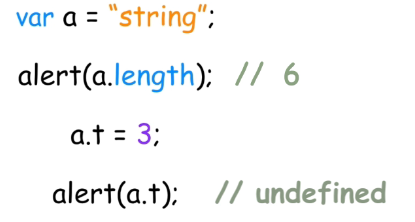 var a = “string”;
alert(a.length);  //  6
a.t = 3;
alert(a.t);  // undefined